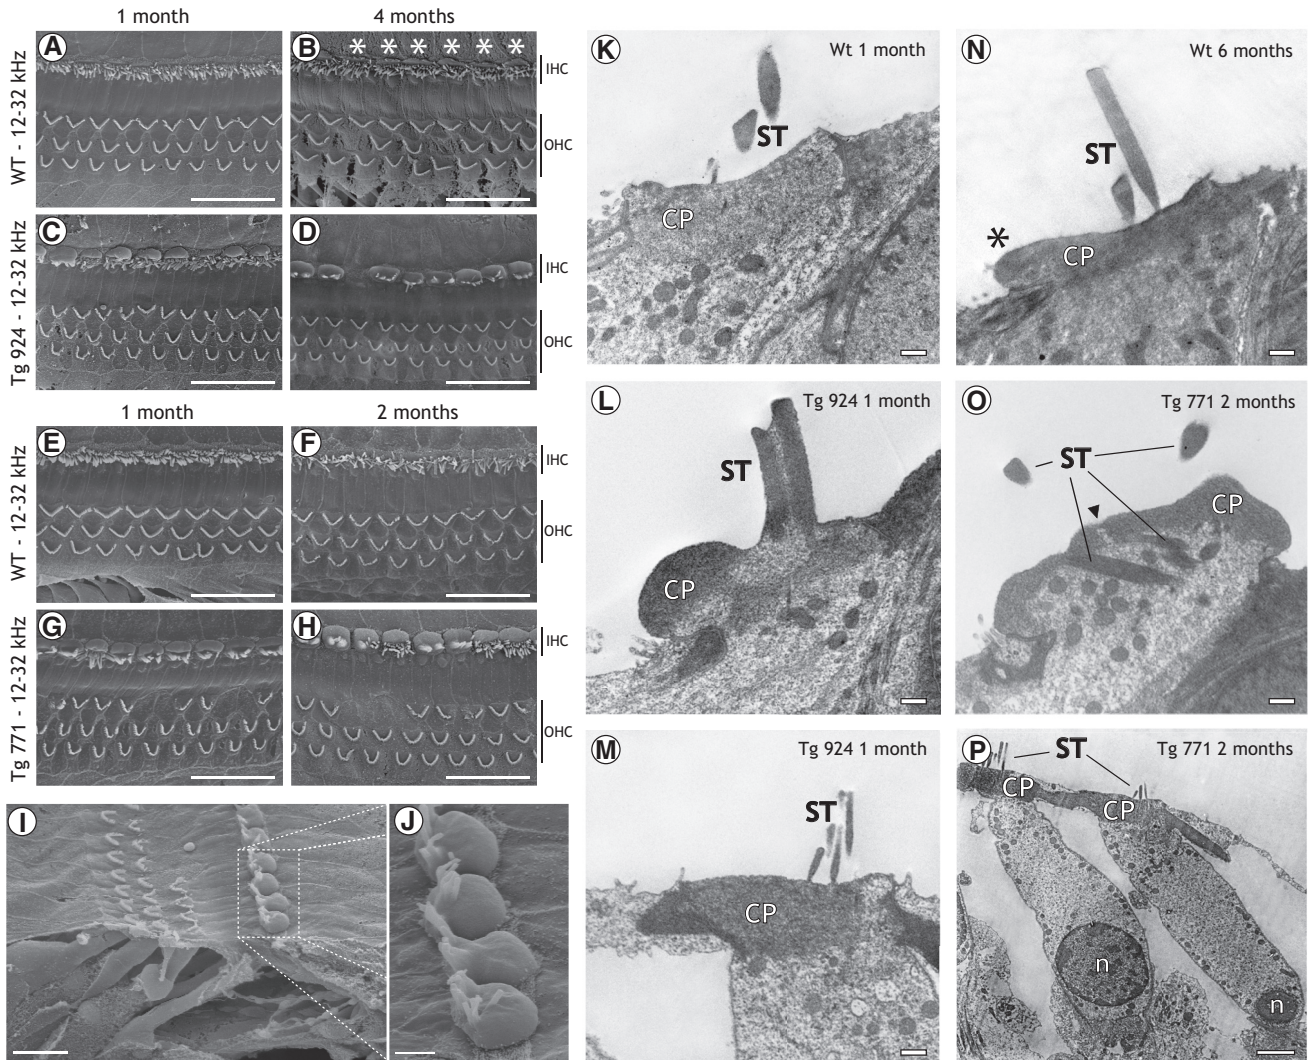 1 month
4 months
WT - 12-32 kHz
A
B
* * * * * *
IHC
OHC
Tg 924 - 12-32 kHz
C
D
IHC
OHC
1 month
2 months
WT - 12-32 kHz
E
F
IHC
OHC
Tg 771 - 12-32 kHz
G
H
IHC
OHC
I
J
K
Wt 1 month
ST
CP
N
Wt 6 months
ST
*
CP
L
Tg 924 1 month
ST
CP
O
Tg 771 2 months
ST
CP
M
Tg 924 1 month
ST
CP
P
ST
Tg 771 2 months
CP
CP
n
n